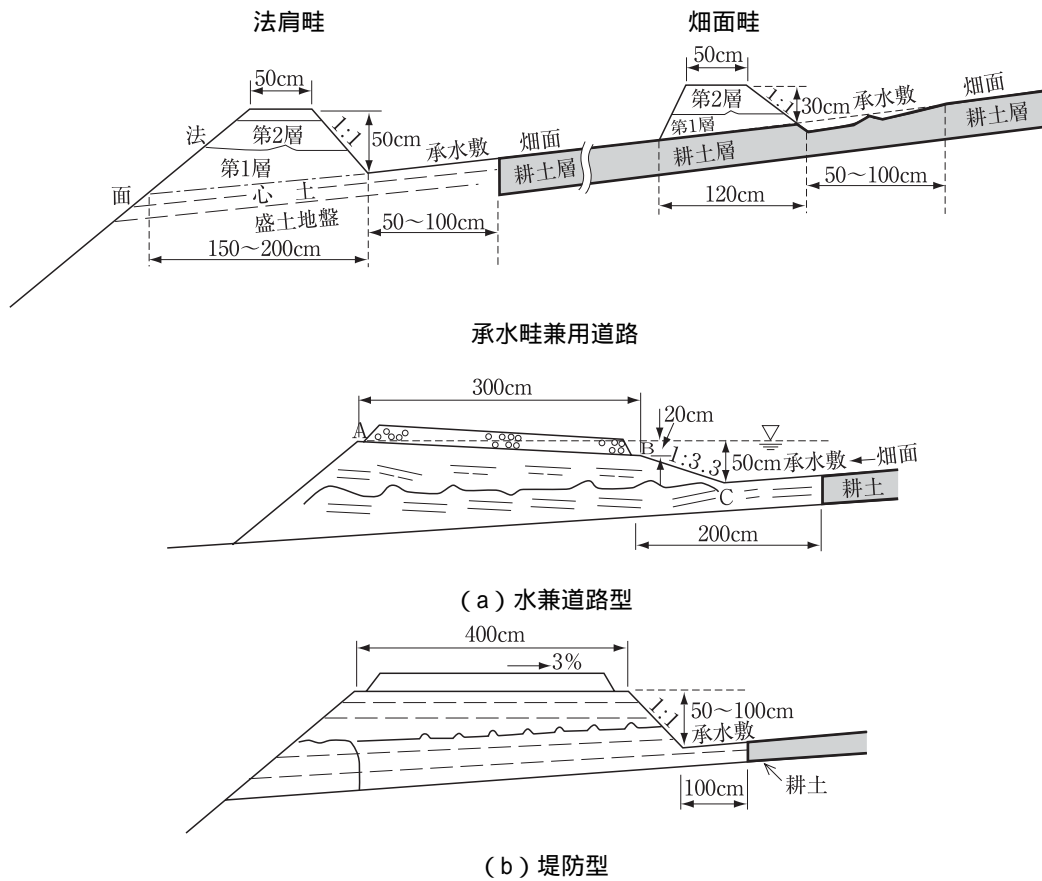 法肩畦
50cm
法
面
第2層
第1層
心土
盛土地盤
1:1
50cm
承水敷
畑面
耕土層
150~200cm
50~100cm
畑面畦
50cm
第2層
第1層
1:1
30cm
承水敷
畑面
耕土層
耕土層
120cm
50~100cm
承水畦兼用道路
300cm
20cm
A
B
1:3.3
50cm
承水敷
畑面
C
耕土
200cm
(a)水兼道路型
400cm
3%
1:1
50~100cm
承水敷
100cm
耕土
(b)堤防型